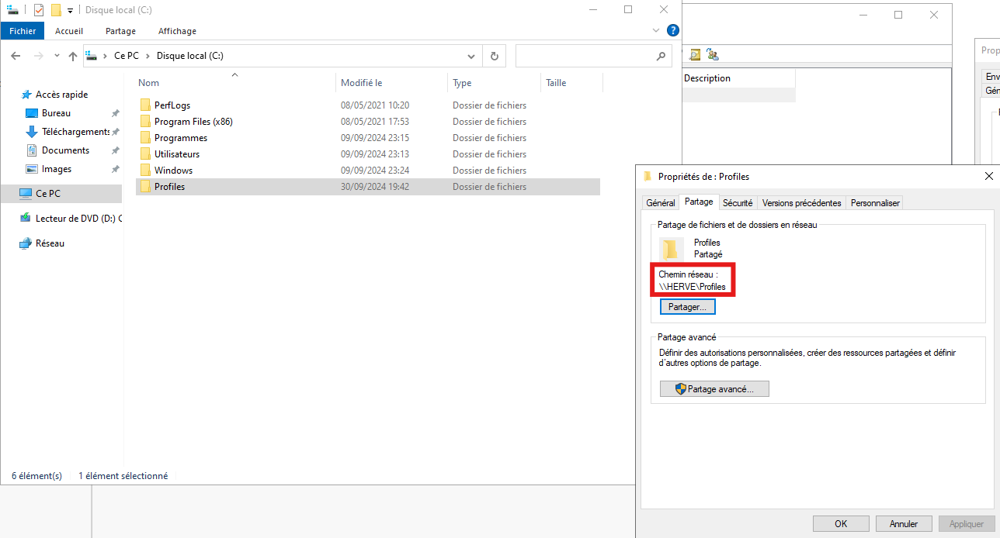 Disque local (C:)
Fichier Accueil Partage Affichage ?
Ce PC > Disque local (C:)
Nom Modifié le Type Taille
Accès rapide
Bureau
Téléchargements
Documents
Images
Ce PC
Lecteur de DVD (D:) C
Réseau
PerfLogs 08/05/2021 10:20 Dossier de fichiers
Program Files (x86) 08/05/2021 17:53 Dossier de fichiers
Programmes 09/09/2024 23:15 Dossier de fichiers
Utilisateurs 09/09/2024 23:13 Dossier de fichiers
Windows 09/09/2024 23:24 Dossier de fichiers
Profiles 30/09/2024 19:42 Dossier de fichiers
6 élément(s) 1 élément sélectionné
Description
Prop
Env
Gén
Propriétés de : Profiles
Général Partage Sécurité Versions précédentes Personnaliser
Partage de fichiers et de dossiers en réseau
Profiles
Partagé
Chemin réseau :
\\HERVE\Profiles
Partager...
Partage avancé
Définir des autorisations personnalisées, créer des ressources partagées et définir
d'autres options de partage.
Partage avancé...
OK Annuler Appliquer